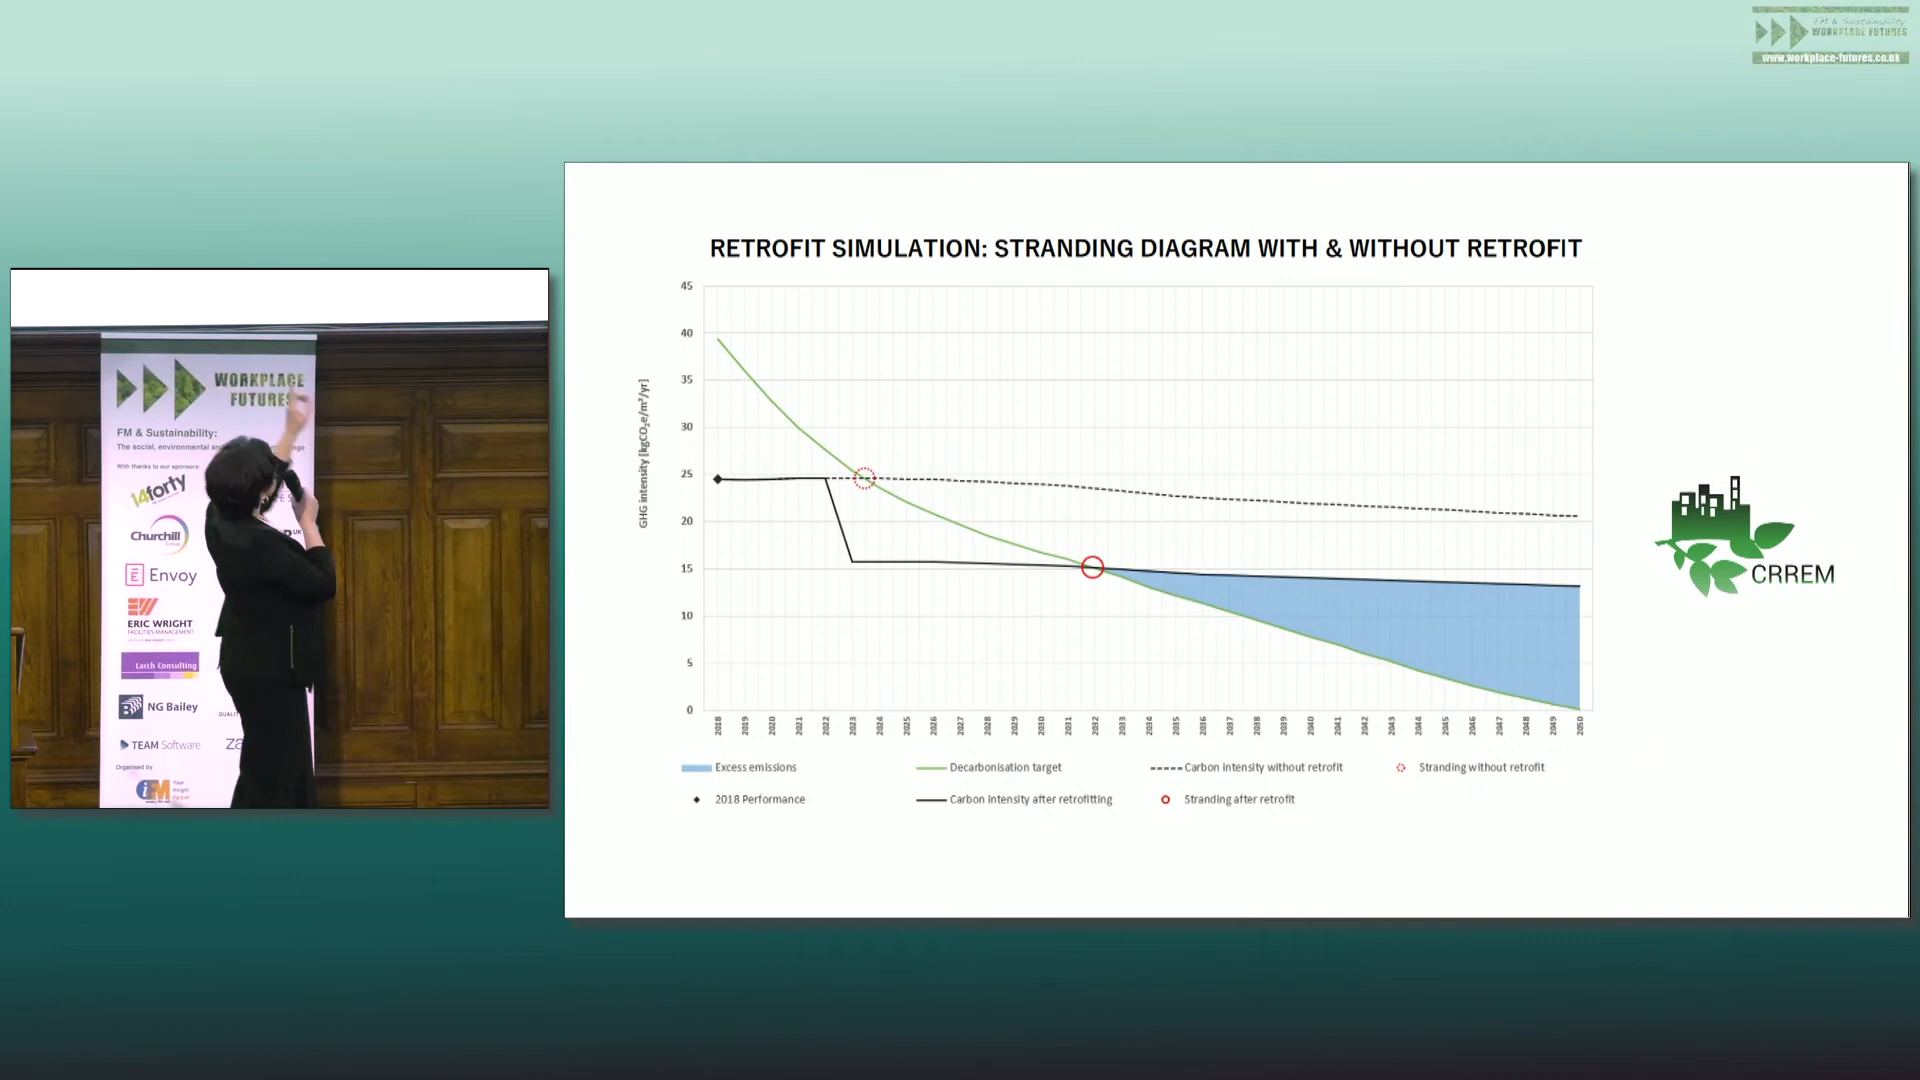 FM & Sustainability
WORKPLACE FUTURES
www.workplace-futures.co.uk
WORKPLACE
FUTURES
FM & Sustainability:
The social, environmental and
With thanks to our sponsors
14forty
Churchill
Group
Envoy
ERIC WRIGHT
FACILITIES MANAGEMENT
Larch Consulting
NG Bailey
TEAM Software
Organised by:
RETROFIT SIMULATION: STRANDING DIAGRAM WITH & WITHOUT RETROFIT
GHG intensity [kgCO₂e/m²/yr]
45
40
35
30
25
20
15
10
5
0
2018 2019 2020 2021 2022 2023 2024 2025 2026 2027 2028 2029 2030 2031 2032 2033 2034 2035 2036 2037 2038 2039 2040 2041 2042 2043 2044 2045 2046 2047 2048 2049 2050
Excess emissions Decarbonisation target Carbon intensity without retrofit Stranding without retrofit
2018 Performance Carbon intensity after retrofitting Stranding after retrofit
CRREM